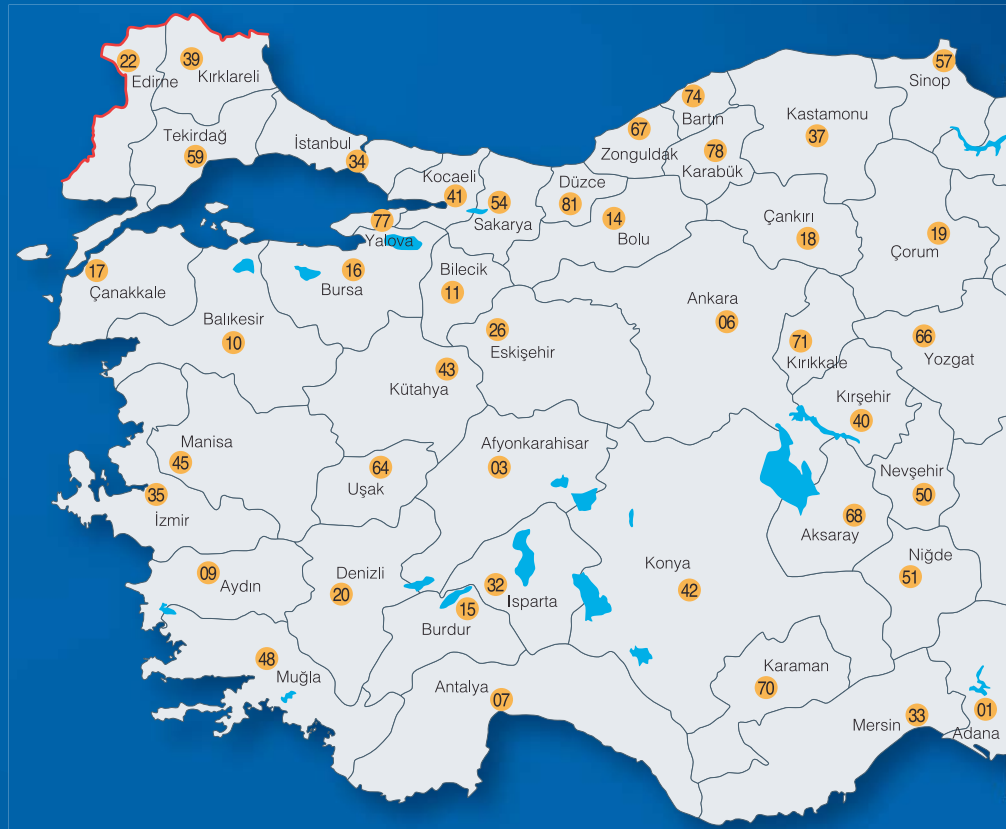 22
Edirne
39
Kırklareli
Tekirdağ
59
İstanbul
34
Kocaeli
41
77
Yalova
54
Sakarya
Düzce
81
14
Bolu
67
Zonguldak
74
Bartın
78
Karabük
Kastamonu
37
57
Sinop
Çankırı
18
19
Çorum
17
Çanakkale
16
Bursa
Bilecik
11
Balıkesir
10
26
Eskişehir
43
Kütahya
Ankara
06
71
Kırıkkale
66
Yozgat
Kırşehir
40
Manisa
45
64
Uşak
Afyonkarahisar
03
35
İzmir
Nevşehir
50
68
Aksaray
Niğde
51
09
Aydın
Denizli
20
32
Isparta
15
Burdur
Konya
42
48
Muğla
Antalya
07
Karaman
70
Mersin
33
01
Adana